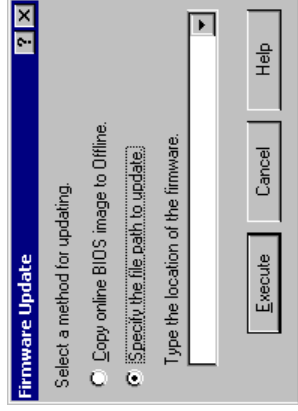 Firmware Update
Select a method for updating.
Copy online BIOS image to Offline.
Specify the file path to update.
Type the location of the firmware.
Execute
Cancel
Help